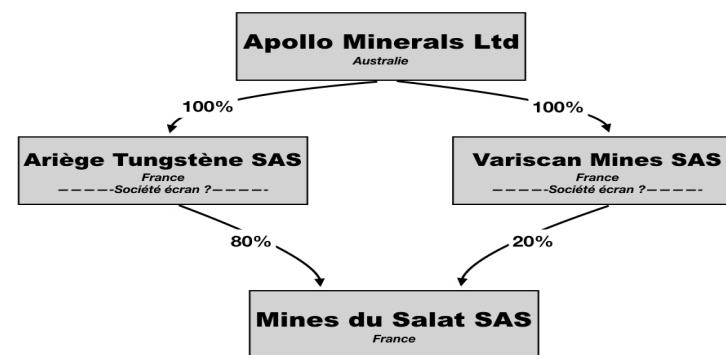 Apollo Minerals Ltd
Australie
100%
100%
Ariège Tungstène SAS
France
—————-Société écran ?—————-
Variscan Mines SAS
France
—————-Société écran ?—————-
80%
20%
Mines du Salat SAS
France